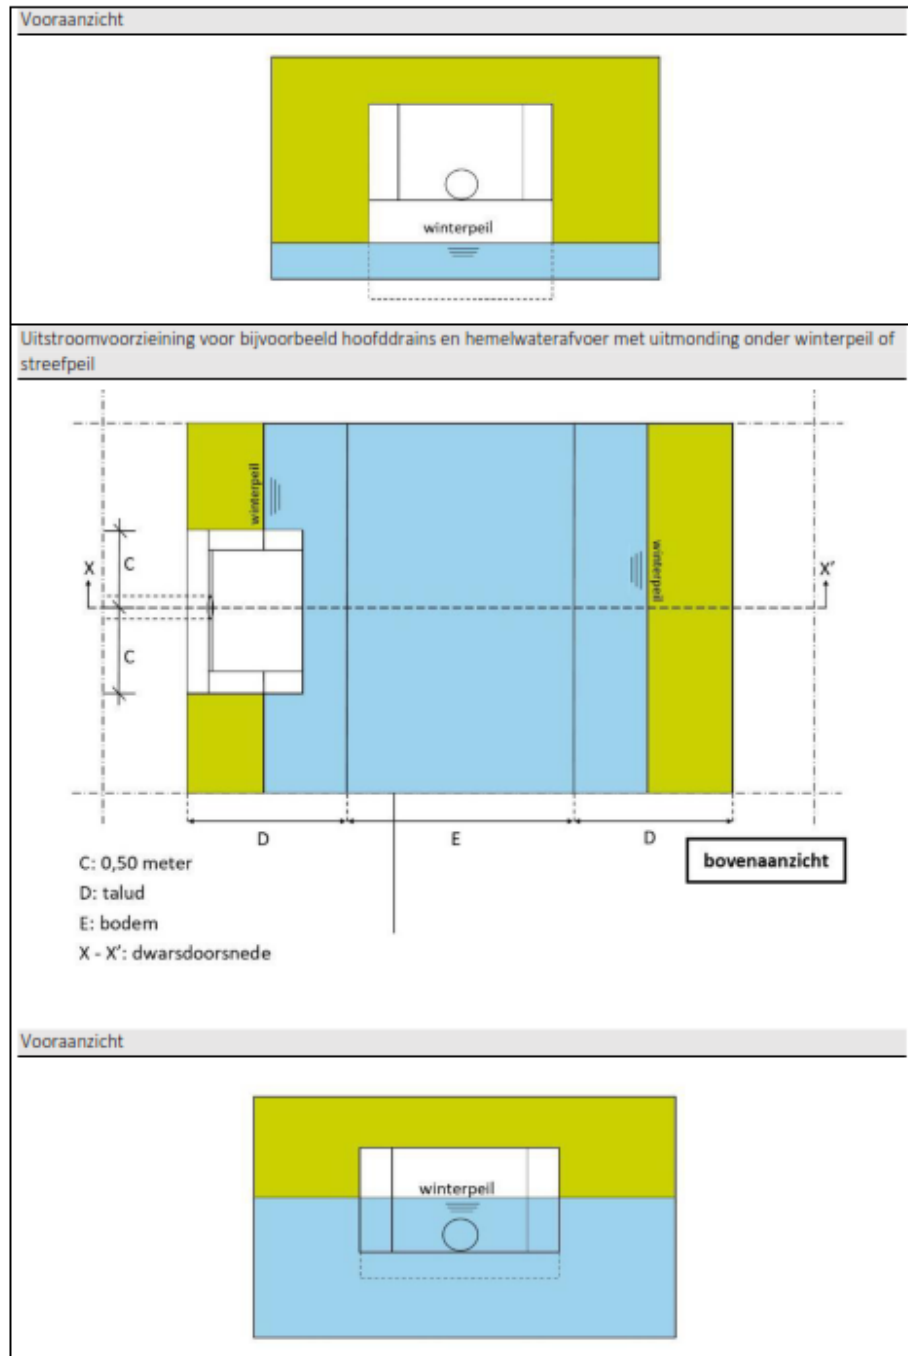 Vooraanzicht
winterpeil
Uitstroomvoorzieining voor bijvoorbeeld hoofddrains en hemelwaterafvoer met uitmonding onder winterpeil of
streefpeil
winterpeil
winterpeil
C
X
X'
C
D
E
D
bovenaanzicht
C: 0,50 meter
D: talud
E: bodem
X - X': dwarsdoorsnede
Vooraanzicht
winterpeil